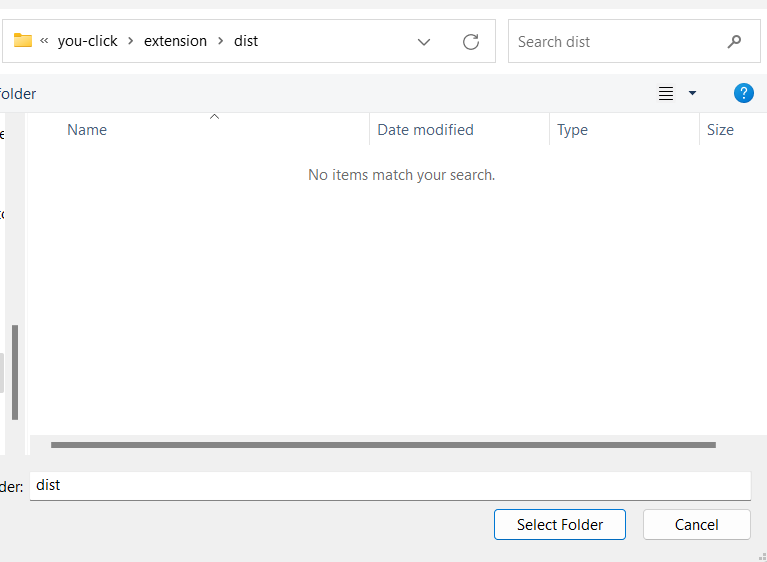 « you-click > extension > dist
Search dist
older
?
Name
Date modified
Type
Size
No items match your search.
der:
dist
Select Folder
Cancel